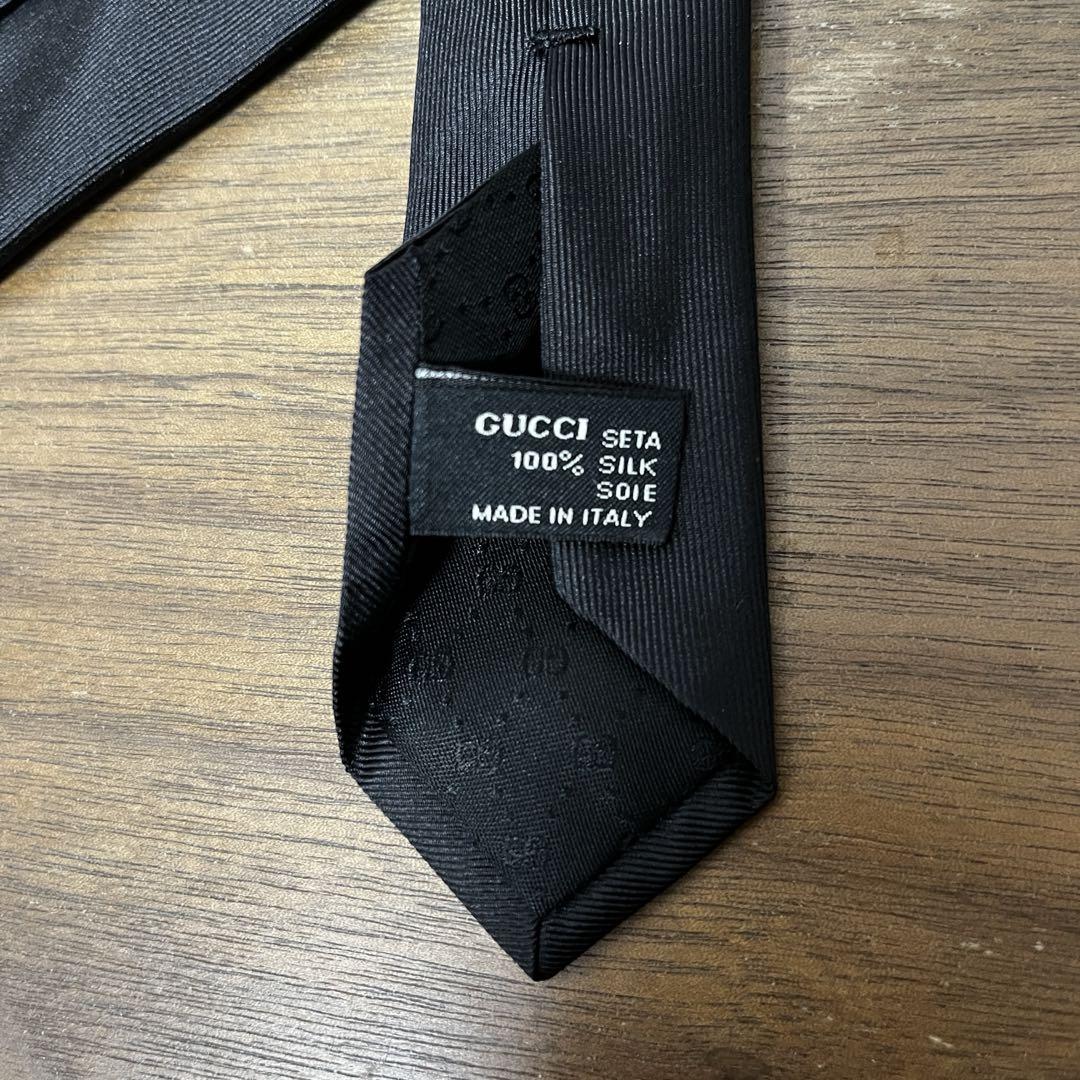 GUCCI SETA
100% SILK
SOIE
MADE IN ITALY